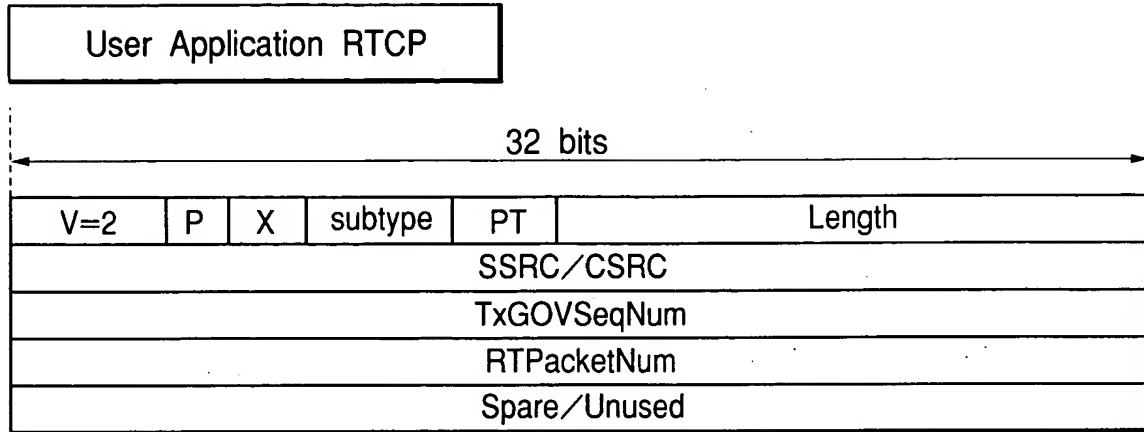 User Application RTCP
32 bits
V=2 P X subtype PT Length
SSRC/CSRC
TxGOVSeqNum
RTPacketNum
Spare/Unused